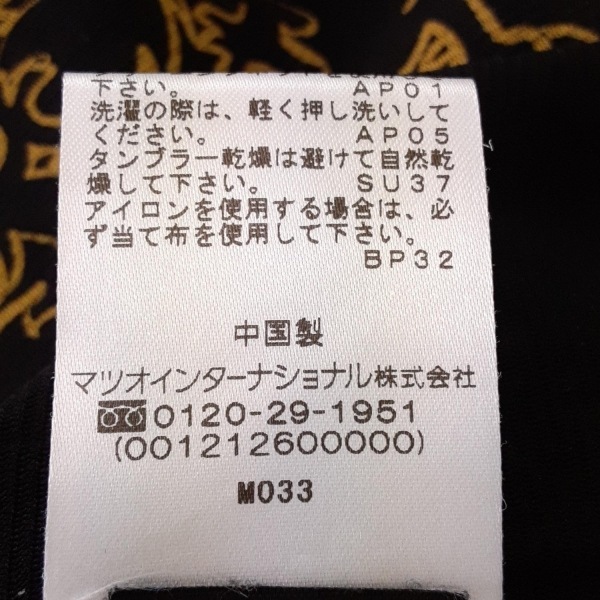 下さい。 AP01
洗濯の際は、軽く押し洗いして
ください。 AP05
タンブラー乾燥は避けて自然乾
燥して下さい。 SU37
アイロンを使用する場合は、必
ず当て布を使用して下さい。
BP32
中国製
マツオインターナショナル株式会社
0120-29-1951
(001212600000)
M033